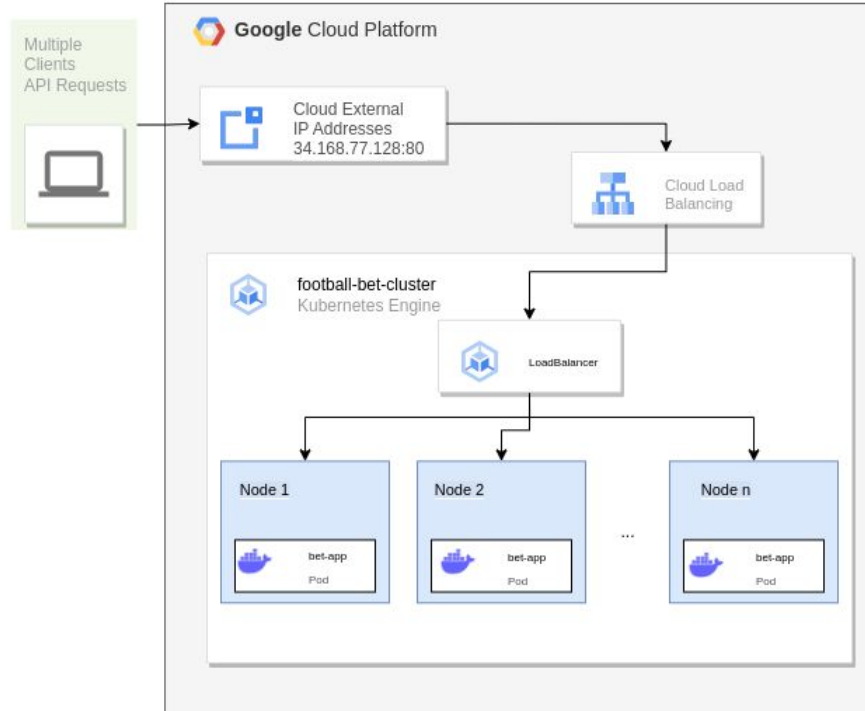 Multiple
Clients
API Requests
Google Cloud Platform
Cloud External
IP Addresses
34.168.77.128:80
Cloud Load
Balancing
football-bet-cluster
Kubernetes Engine
LoadBalancer
Node 1
bet-app
Pod
Node 2
bet-app
Pod
...
Node n
bet-app
Pod